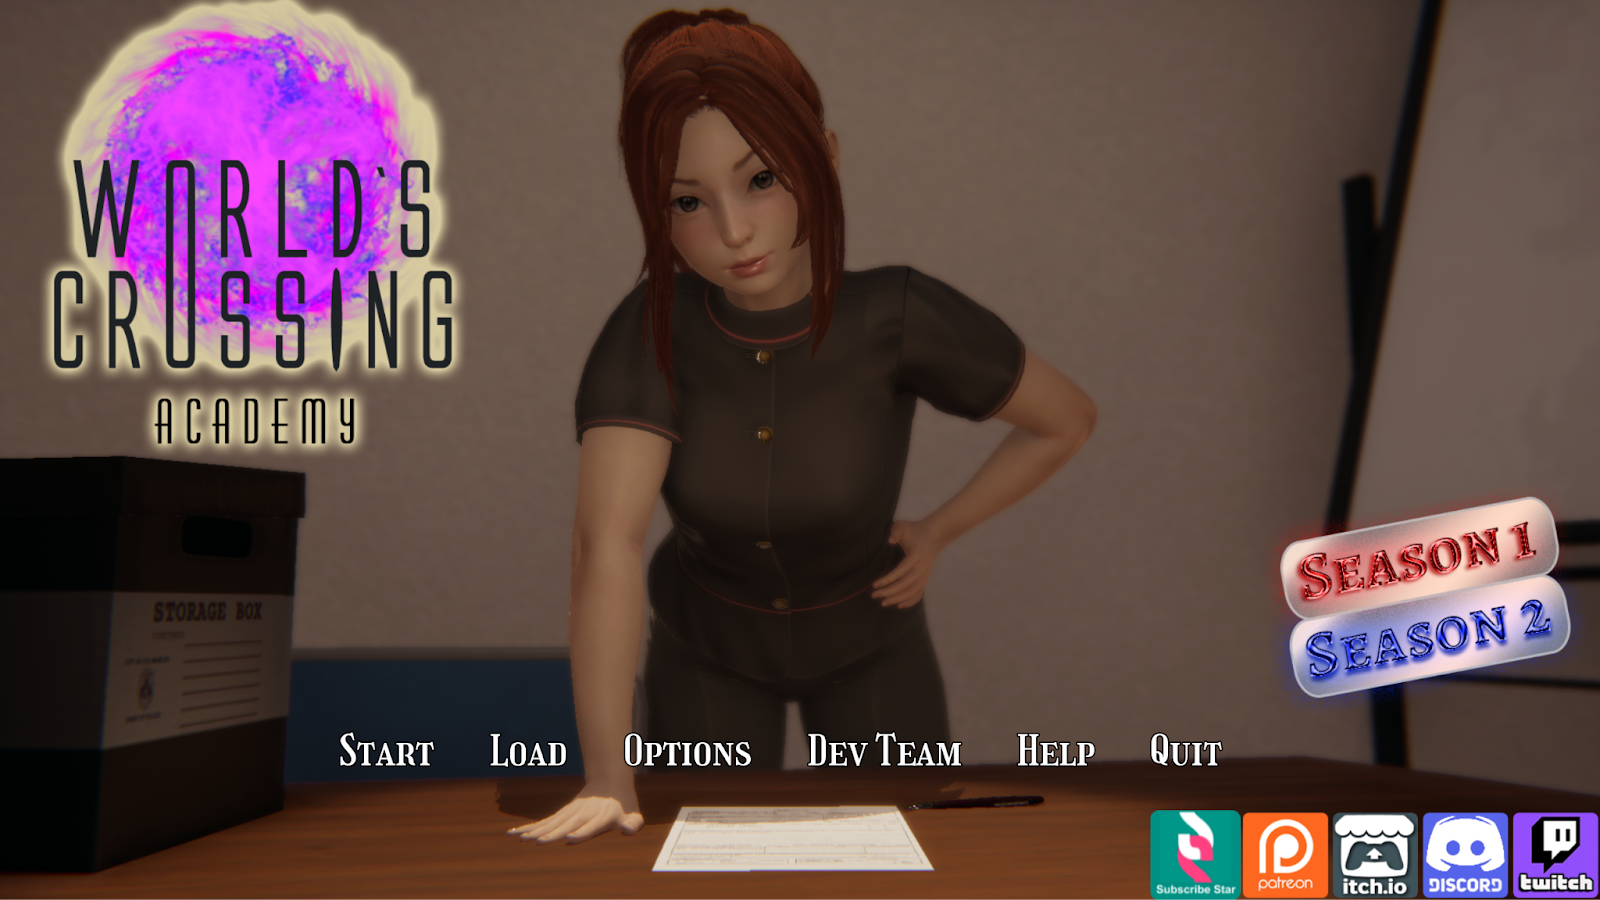 WORLD'S
CROSSING
ACADEMY
STORAGE BOX
SEASON 1
SEASON 2
START LOAD OPTIONS DEV TEAM HELP QUIT
Subscribe Star patreon itch.io DISCORD twitch